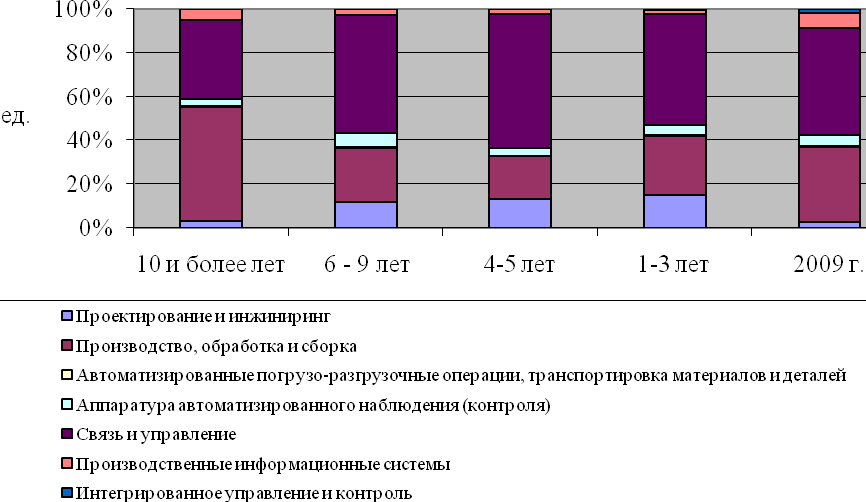 100%
80%
60%
ед.
40%
20%
0%
10 и более лет 6 - 9 лет 4-5 лет 1-3 лет 2009 г.
Проектирование и инжиниринг
Производство, обработка и сборка
Автоматизированные погрузо-разгрузочные операции, транспортировка материалов и деталей
Аппаратура автоматизированного наблюдения (контроля)
Связь и управление
Производственные информационные системы
Интегрированное управление и контроль